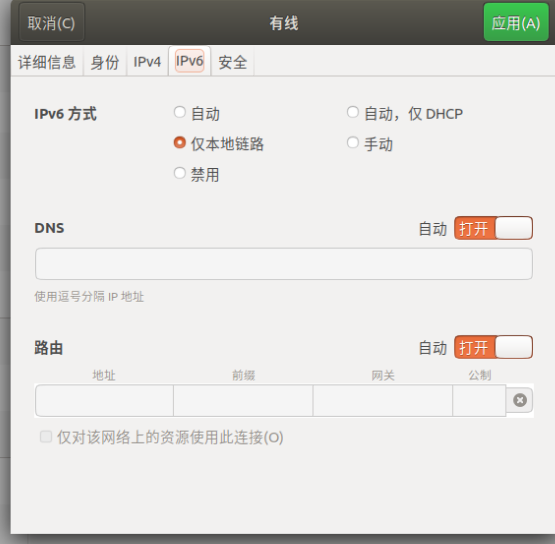 取消(C) 有线 应用(A)
详细信息 身份 IPv4 IPv6 安全
IPv6 方式 自动 自动，仅 DHCP
仅本地链路 手动
禁用
DNS 自动 打开
使用逗号分隔 IP 地址
路由 自动 打开
地址 前缀 网关 公制
仅对该网络上的资源使用此连接(O)